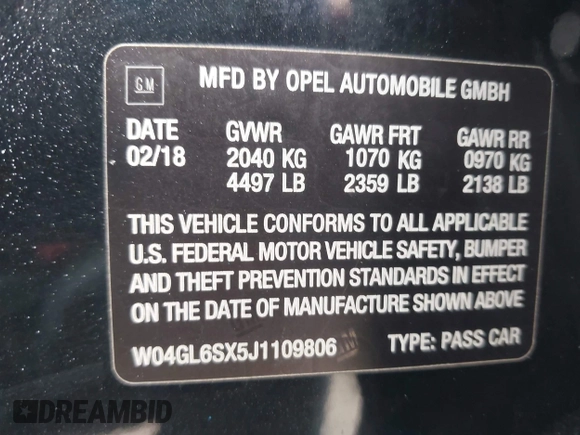 GM
MFD BY OPEL AUTOMOBILE GMBH
DATE GVWR GAWR FRT GAWR RR
02/18 2040 KG 1070 KG 0970 KG
4497 LB 2359 LB 2138 LB
THIS VEHICLE CONFORMS TO ALL APPLICABLE
U.S. FEDERAL MOTOR VEHICLE SAFETY, BUMPER
AND THEFT PREVENTION STANDARDS IN EFFECT
ON THE DATE OF MANUFACTURE SHOWN ABOVE
W04GL6SX5J1109806 TYPE: PASS CAR
DREAMBID